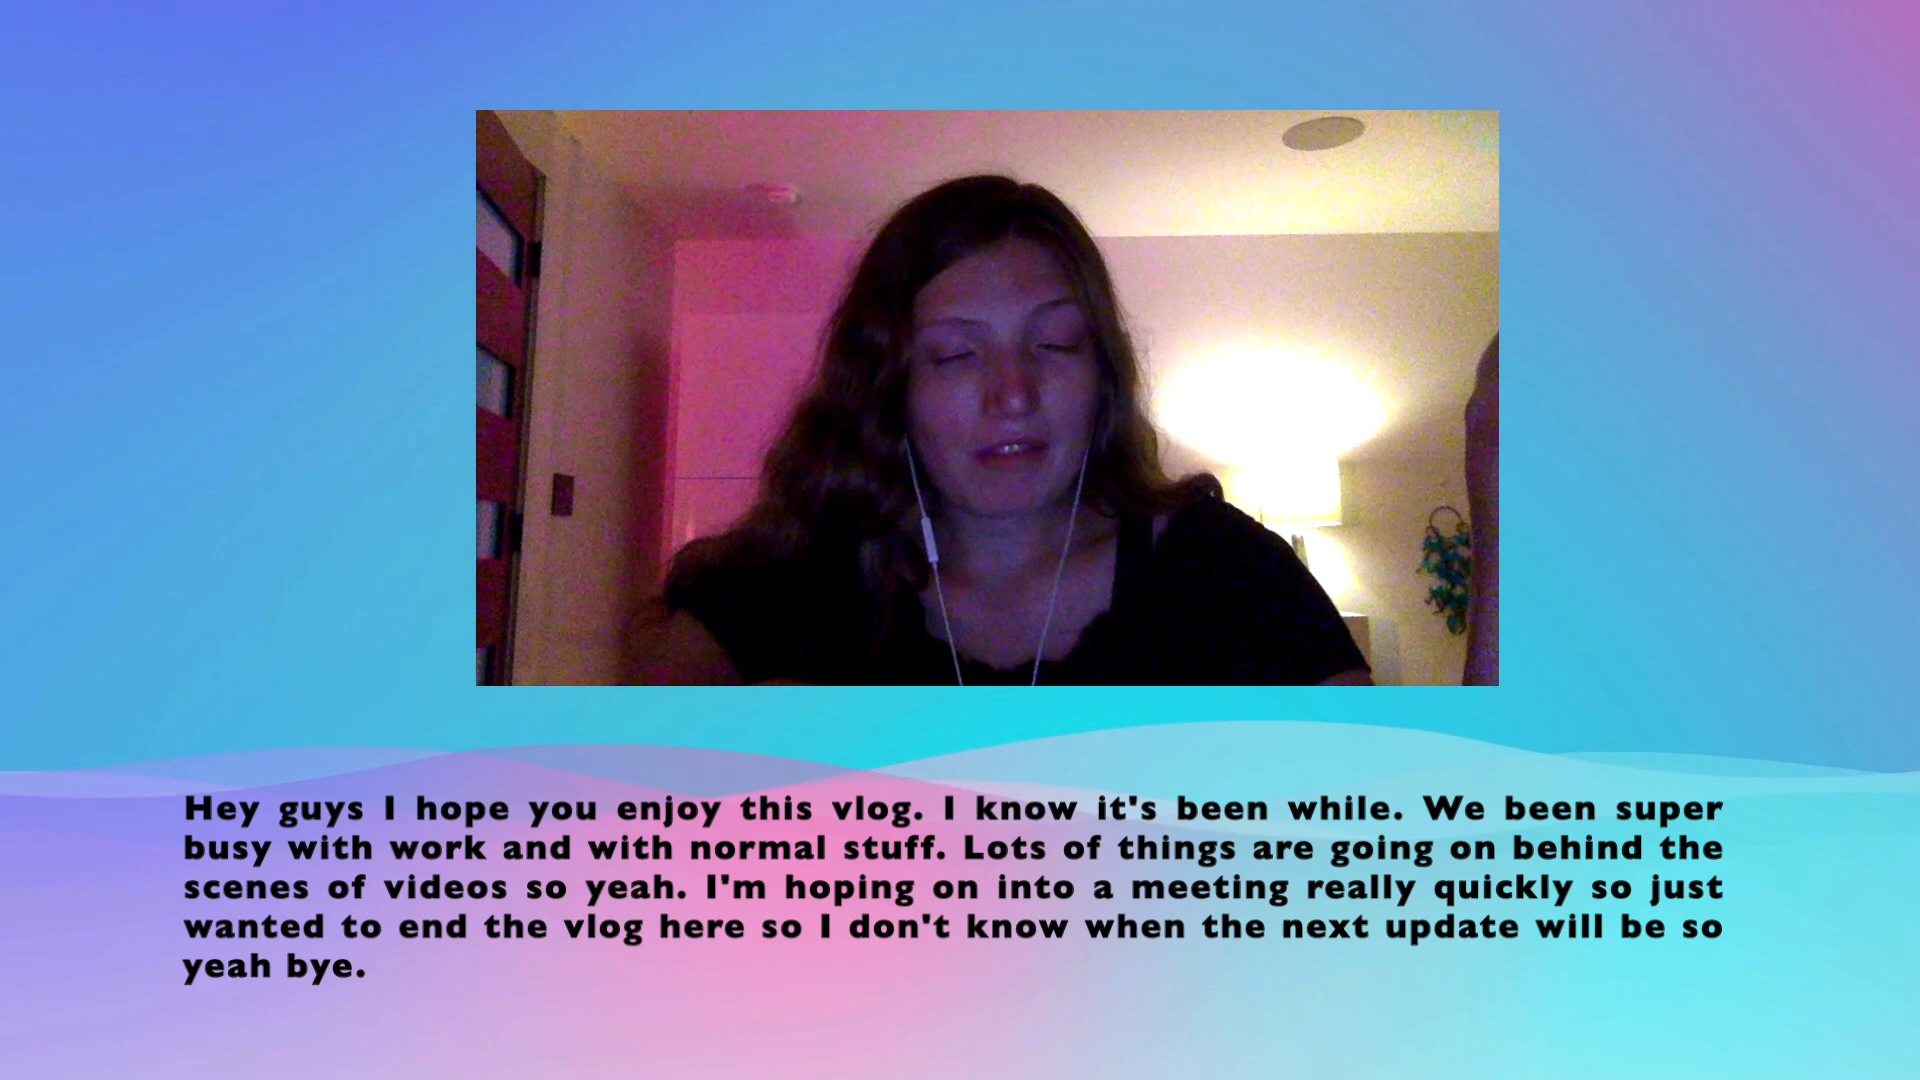 Hey guys I hope you enjoy this vlog. I know it's been while. We been super
busy with work and with normal stuff. Lots of things are going on behind the
scenes of videos so yeah. I'm hoping on into a meeting really quickly so just
wanted to end the vlog here so I don't know when the next update will be so
yeah bye.